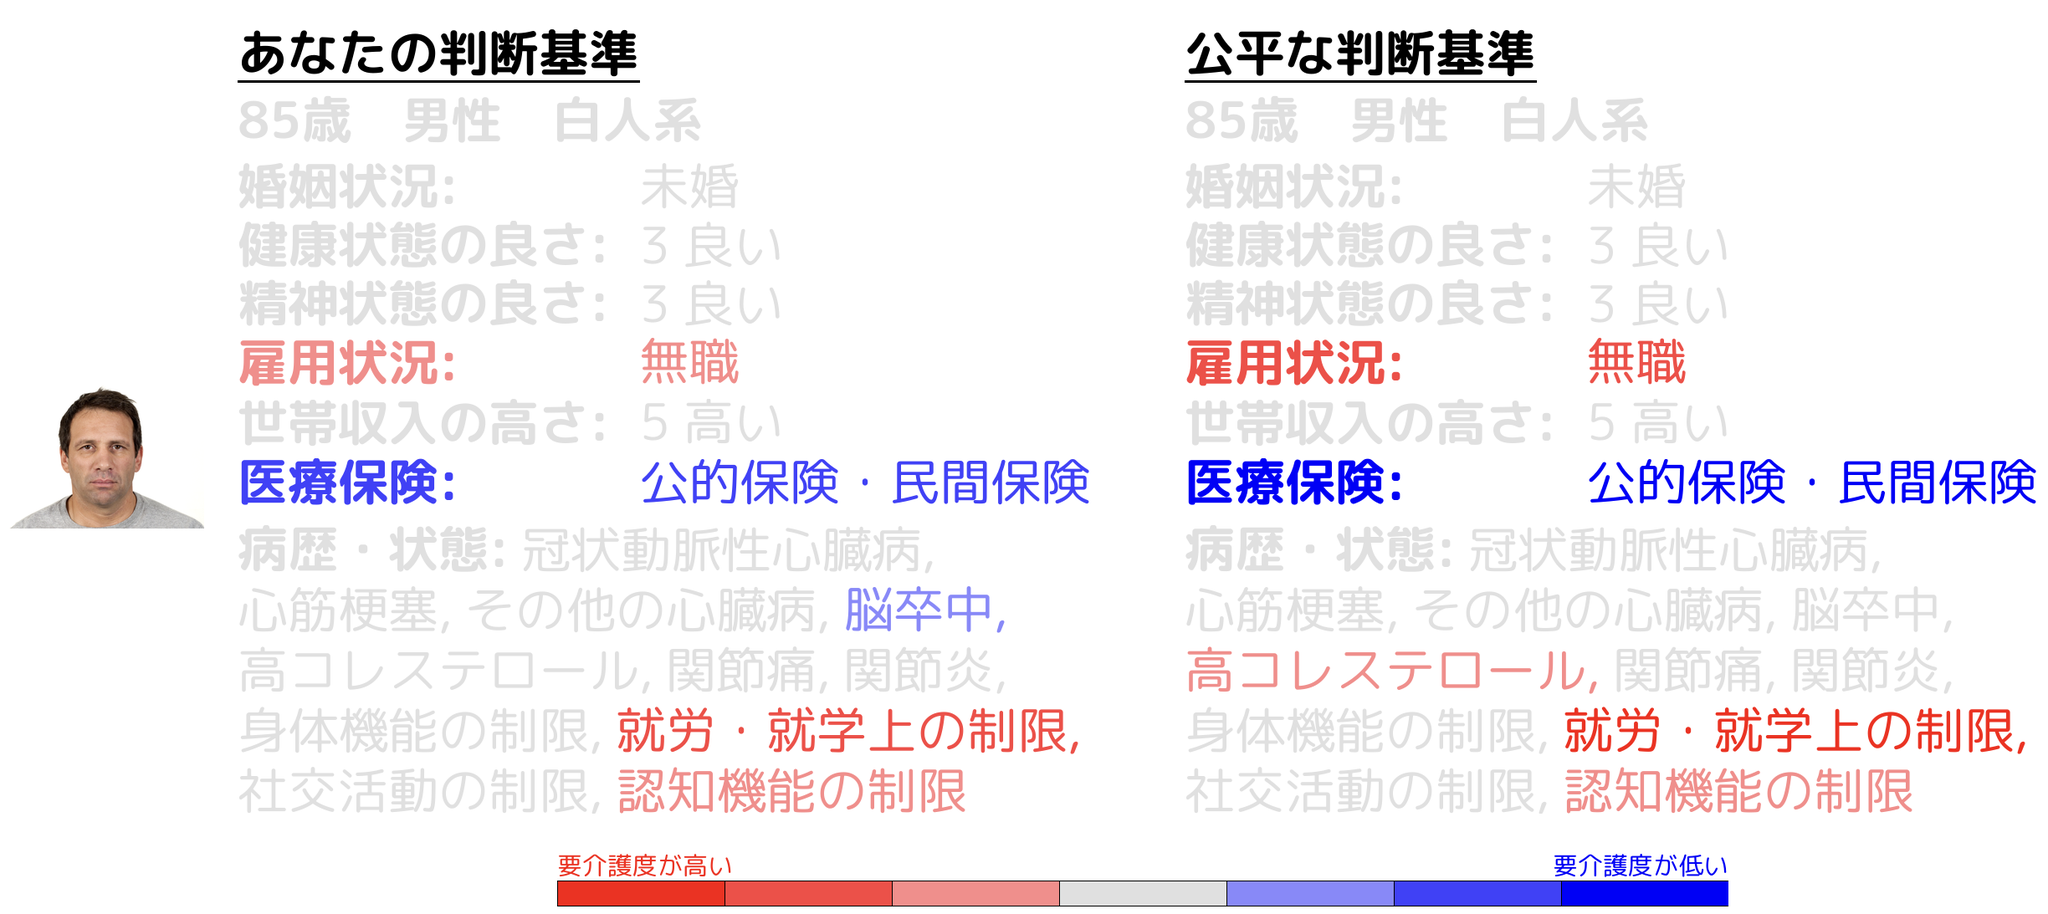 あなたの判断基準
85歳　男性　白人系
婚姻状況: 未婚
健康状態の良さ: 3 良い
精神状態の良さ: 3 良い
雇用状況: 無職
世帯収入の高さ: 5 高い
医療保険: 公的保険・民間保険
病歴・状態: 冠状動脈性心臓病,
心筋梗塞, その他の心臓病, 脳卒中,
高コレステロール, 関節痛, 関節炎,
身体機能の制限, 就労・就学上の制限,
社交活動の制限, 認知機能の制限
公平な判断基準
85歳　男性　白人系
婚姻状況: 未婚
健康状態の良さ: 3 良い
精神状態の良さ: 3 良い
雇用状況: 無職
世帯収入の高さ: 5 高い
医療保険: 公的保険・民間保険
病歴・状態: 冠状動脈性心臓病,
心筋梗塞, その他の心臓病, 脳卒中,
高コレステロール, 関節痛, 関節炎,
身体機能の制限, 就労・就学上の制限,
社交活動の制限, 認知機能の制限
要介護度が高い
要介護度が低い